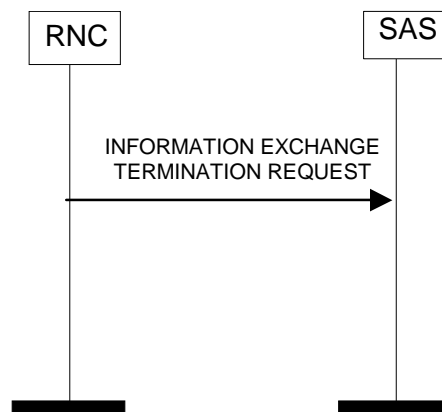 RNC
SAS
INFORMATION EXCHANGE
TERMINATION REQUEST